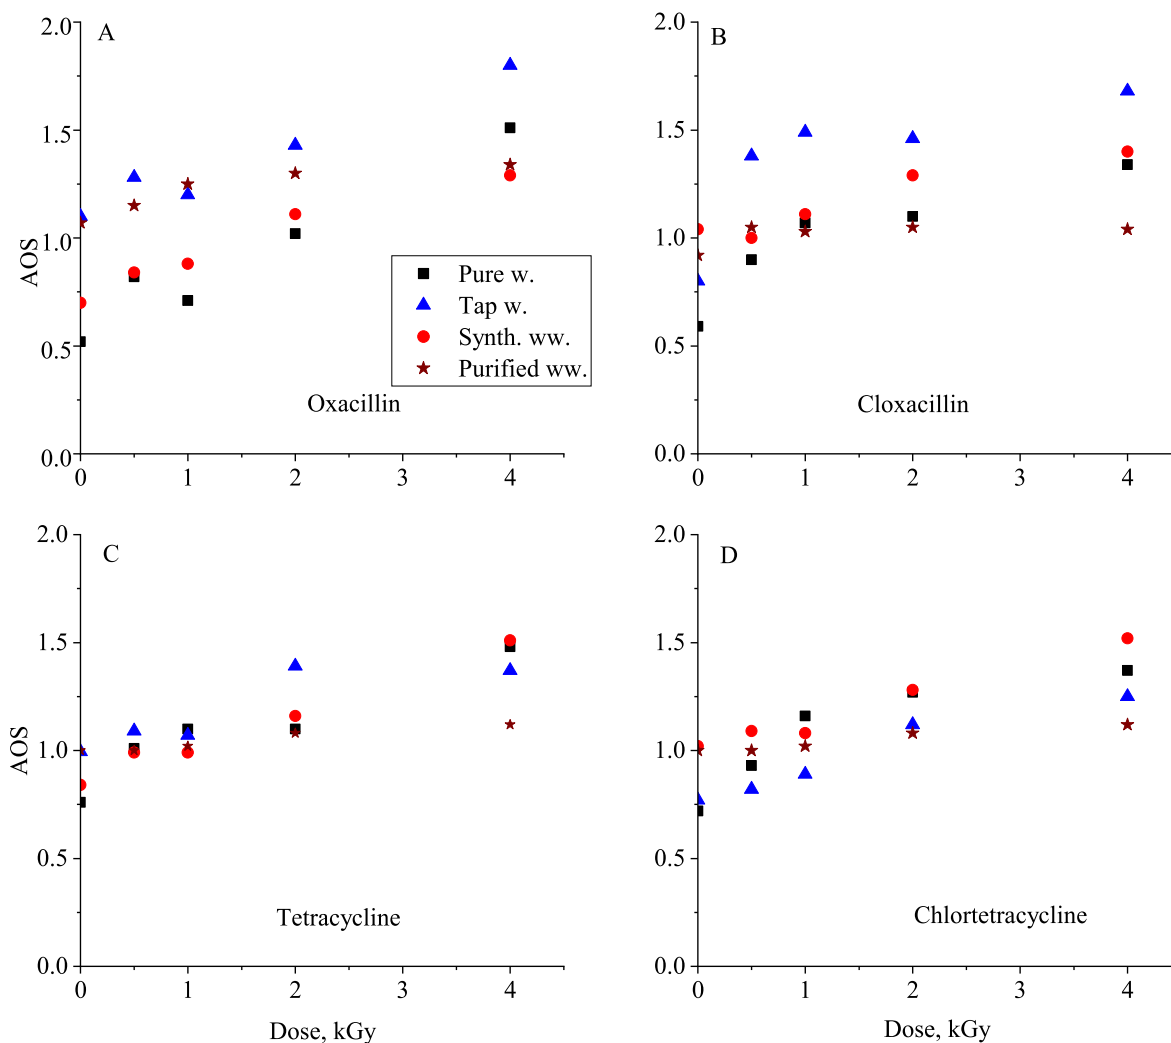 A
2.0
1.5
1.0
0.5
0.0
AOS
0
1
2
3
4
Pure w.
Tap w.
Synth. ww.
Purified ww.
Oxacillin
B
2.0
1.5
1.0
0.5
0.0
0
1
2
3
4
Cloxacillin
C
2.0
1.5
1.0
0.5
0.0
AOS
Tetracycline
0
1
2
3
4
Dose, kGy
D
2.0
1.5
1.0
0.5
0.0
Chlortetracycline
0
1
2
3
4
Dose, kGy